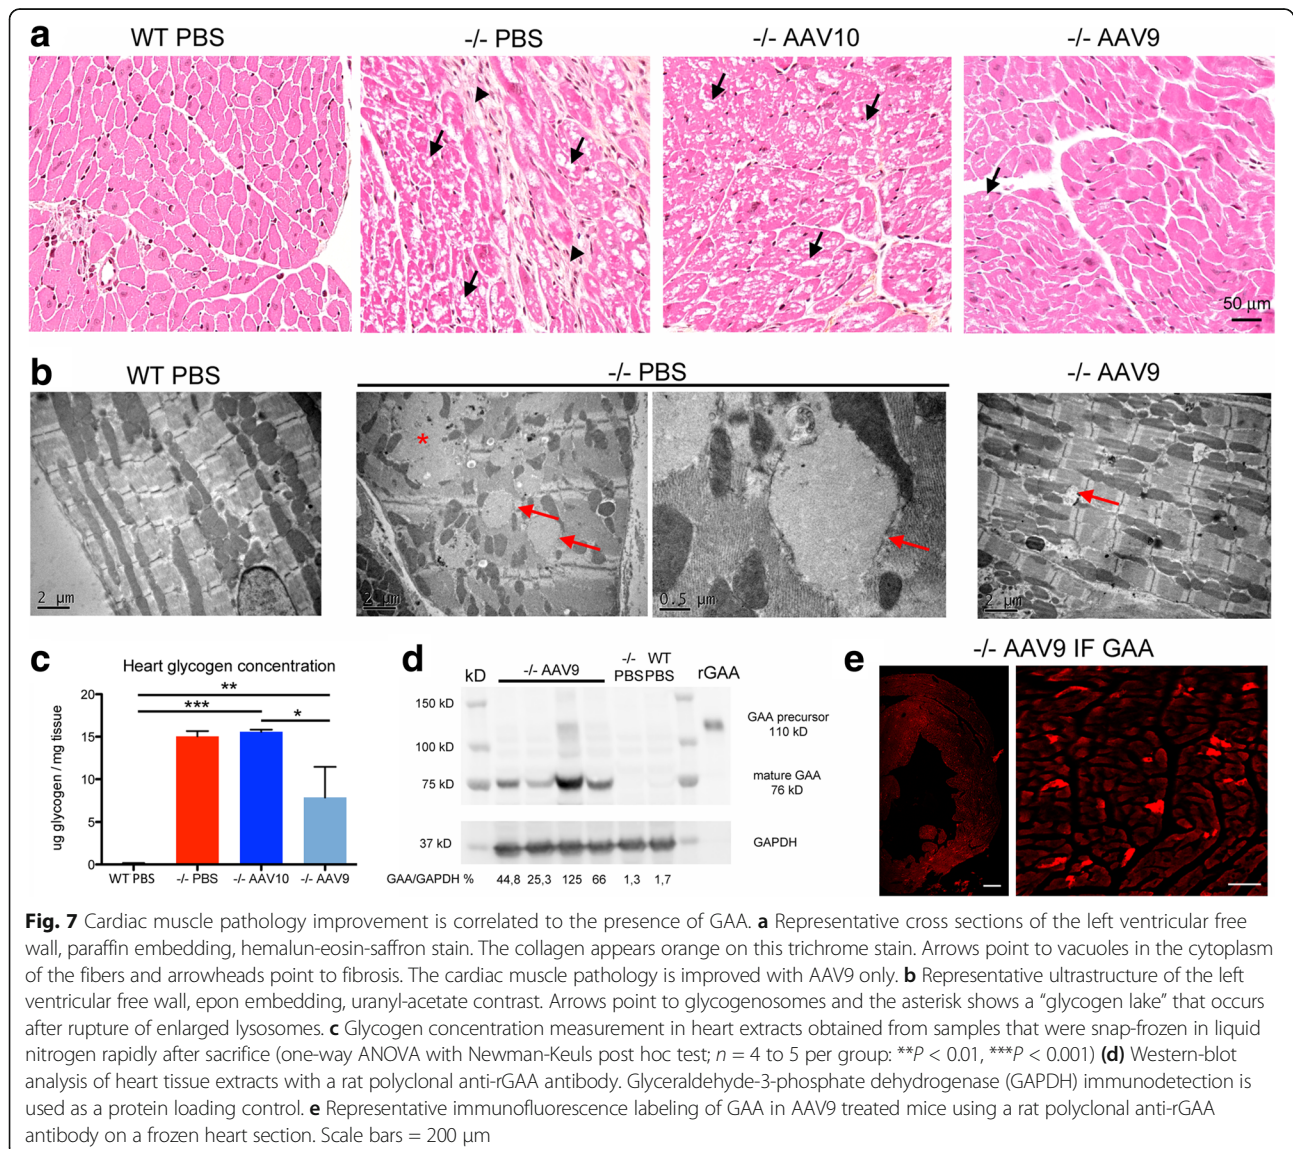 a
WT PBS
-/- PBS
-/- AAV10
-/- AAV9
50 µm
b
WT PBS
-/- PBS
-/- AAV9
*
2 µm
2 µm
0.5 µm
2 µm
c
Heart glycogen concentration
ug glycogen / mg tissue
20
15
10
5
0
**
***
*
WT PBS
-/- PBS
-/- AAV10
-/- AAV9
d
kD
-/- AAV9
-/-
PBS
WT
PBS
rGAA
150 kD
100 kD
75 kD
37 kD
GAA precursor
110 kD
mature GAA
76 kD
GAPDH
GAA/GAPDH % 44,8 25,3 125 66 1,3 1,7
e
-/- AAV9 IF GAA
Fig. 7 Cardiac muscle pathology improvement is correlated to the presence of GAA. a Representative cross sections of the left ventricular free
wall, paraffin embedding, hemalun-eosin-saffron stain. The collagen appears orange on this trichrome stain. Arrows point to vacuoles in the cytoplasm
of the fibers and arrowheads point to fibrosis. The cardiac muscle pathology is improved with AAV9 only. b Representative ultrastructure of the left
ventricular free wall, epon embedding, uranyl-acetate contrast. Arrows point to glycogenosomes and the asterisk shows a “glycogen lake” that occurs
after rupture of enlarged lysosomes. c Glycogen concentration measurement in heart extracts obtained from samples that were snap-frozen in liquid
nitrogen rapidly after sacrifice (one-way ANOVA with Newman-Keuls post hoc test; n = 4 to 5 per group: **P < 0.01, ***P < 0.001) (d) Western-blot
analysis of heart tissue extracts with a rat polyclonal anti-rGAA antibody. Glyceraldehyde-3-phosphate dehydrogenase (GAPDH) immunodetection is
used as a protein loading control. e Representative immunofluorescence labeling of GAA in AAV9 treated mice using a rat polyclonal anti-rGAA
antibody on a frozen heart section. Scale bars = 200 µm